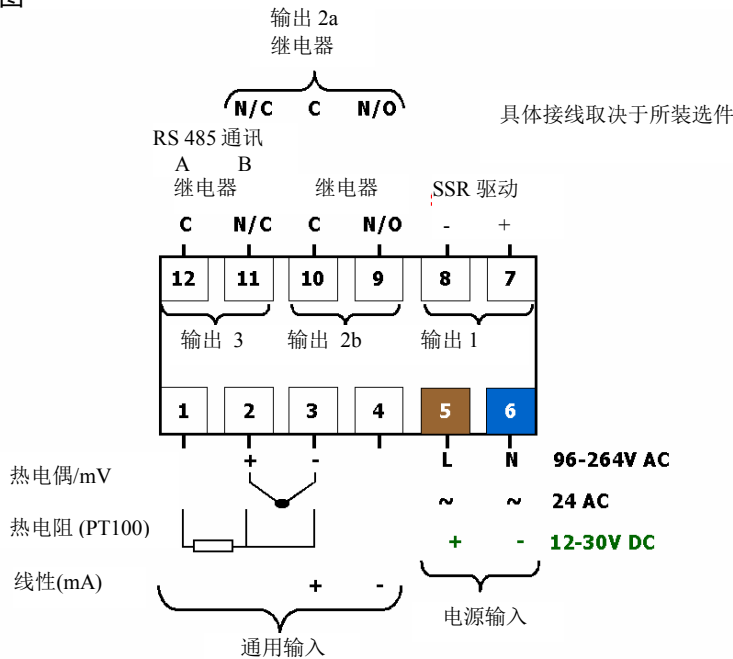 图
输出 2a
继电器
N/C C N/O
具体接线取决于所装选件
RS 485 通讯
A B
继电器 继电器 SSR 驱动
C N/C C N/O - +
12 11 10 9 8 7
输出 3 输出 2b 输出 1
1 2 3 4 5 6
+ - L N 96-264V AC
热电偶/mV
~ ~ 24 AC
热电阻 (PT100)
+ - 12-30V DC
线性(mA) + -
电源输入
通用输入